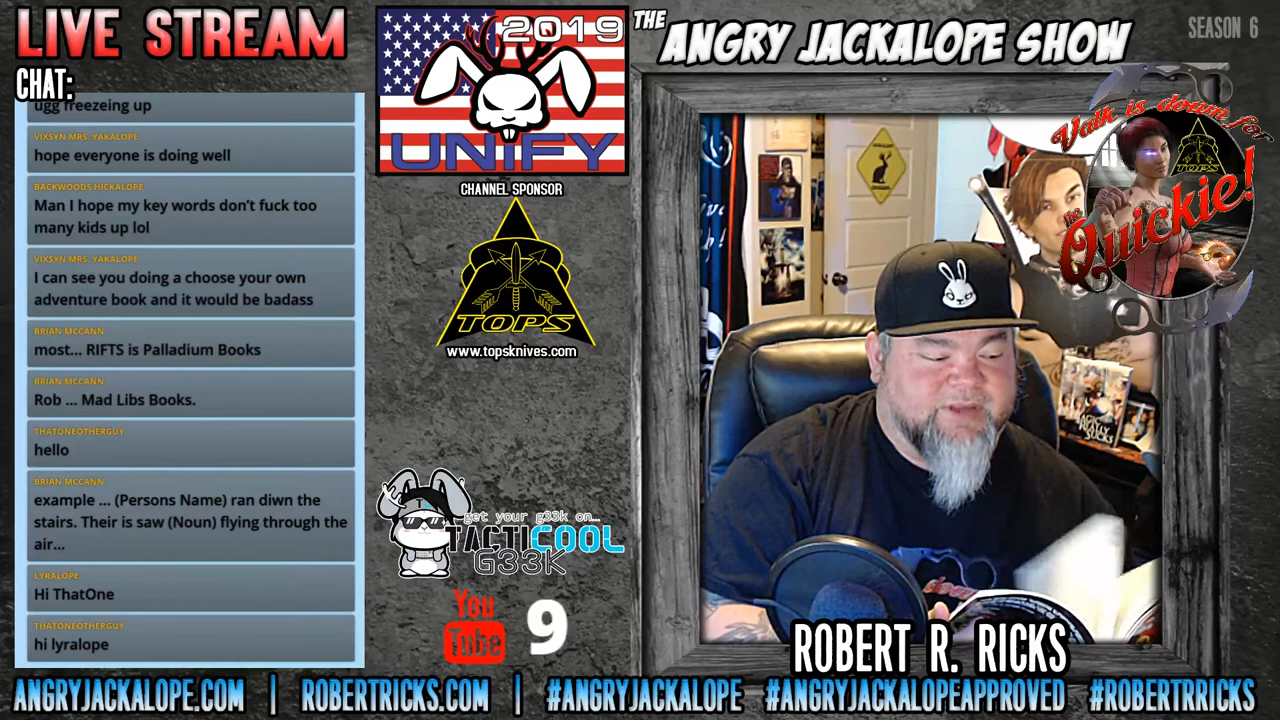 LIVE STREAM
CHAT:
ugg freezeing up
VIXSYN MRS. YAKALOPE
hope everyone is doing well
BACKWOODS HICKALOPE
Man I hope my key words don't fuck too
many kids up lol
VIXSYN MRS. YAKALOPE
I can see you doing a choose your own
adventure book and it would be badass
BRIAN MCCANN
most... RIFTS is Palladium Books
BRIAN MCCANN
Rob ... Mad Libs Books.
THATONEOTHERGUY
hello
BRIAN MCCANN
example ... (Persons Name) ran diwn the
stairs. Their is saw (Noun) flying through the
air...
LYRALOPE
Hi ThatOne
THATONEOTHERGUY
hi lyralope
2019
UNIFY
CHANNEL SPONSOR
TOPS
www.topsknives.com
get your g33k on...
TACTICOOL
G33K
You
Tube
9
THE ANGRY JACKALOPE SHOW
SEASON 6
Valk is down for
TOPS
the
Quickie!
MAGIC
REALLY
SUCKS
ROBERT R. RICKS
ANGRYJACKALOPE.COM | ROBERTRICKS.COM | #ANGRYJACKALOPE #ANGRYJACKALOPEAPPROVED #ROBERTRRICKS